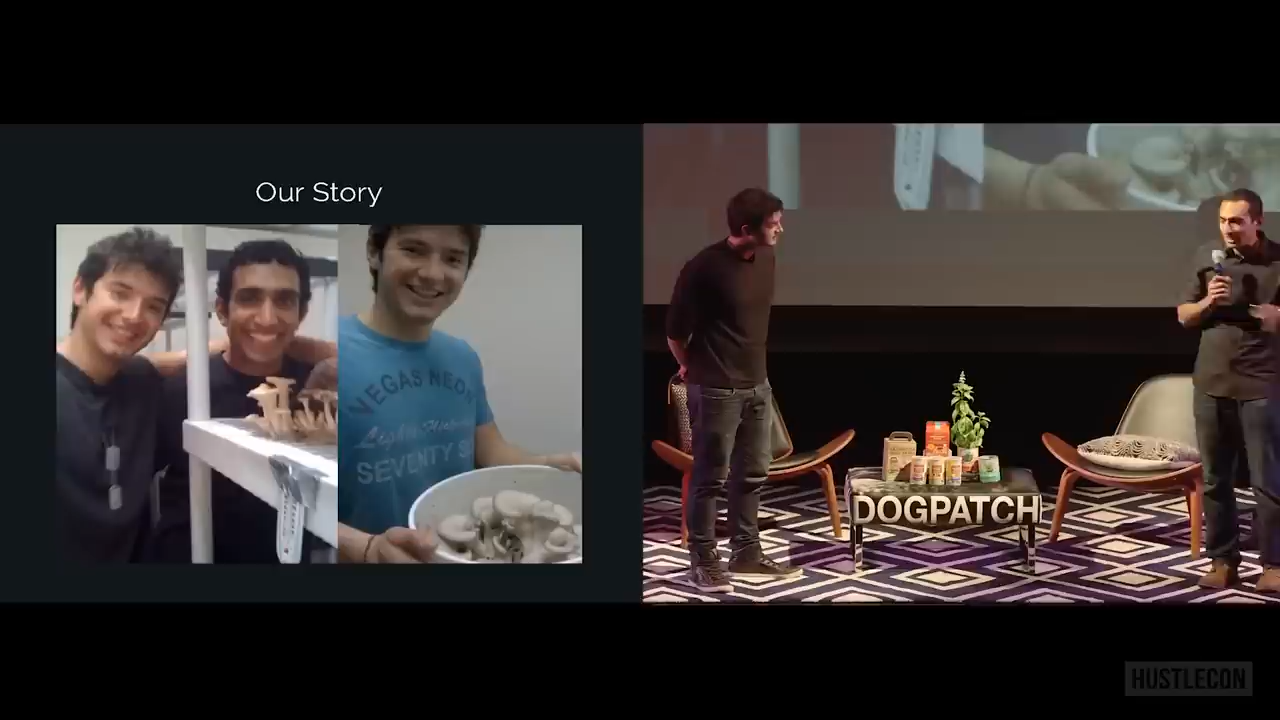 Our Story
VEGAS NEON
SEVENTY S
DOGPATCH
HUSTLECON